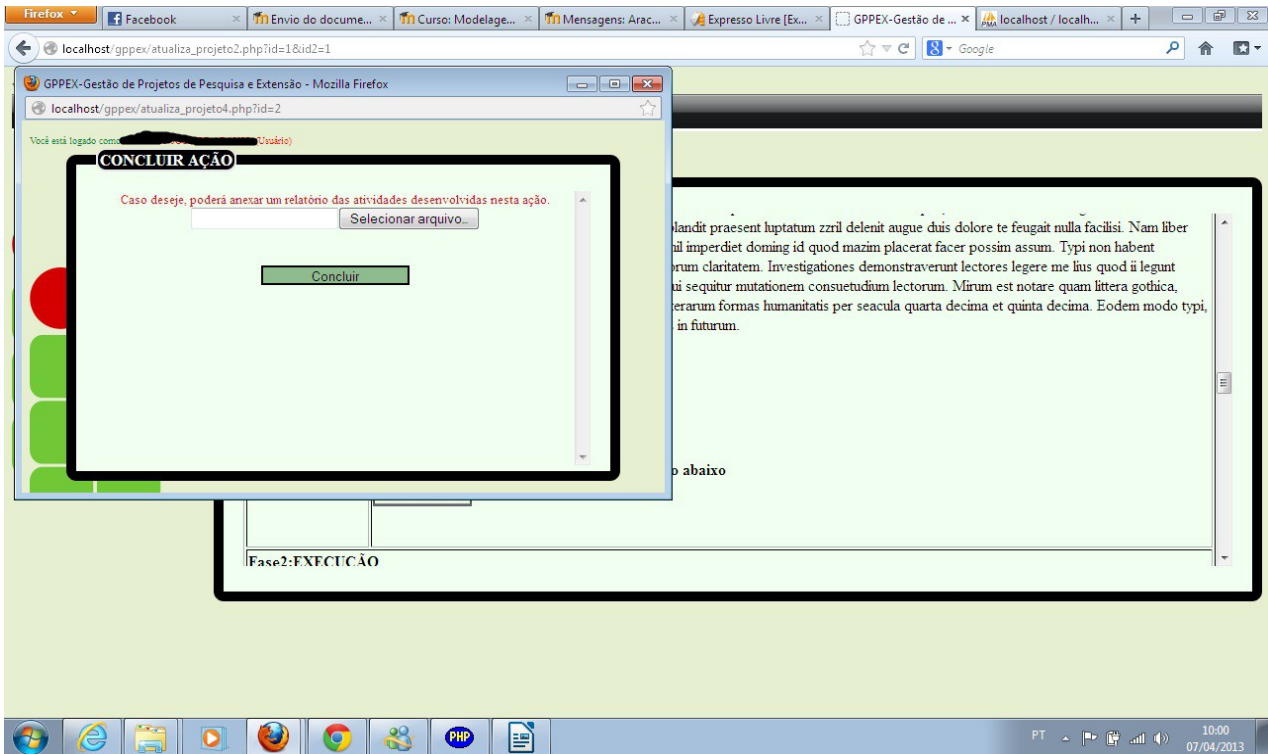 Firefox
Facebook
Envio do docume...
Curso: Modelage...
Mensagens: Arac...
Expresso Livre [Ex...
GPPEX-Gestão de ...
localhost / localh...
localhost/gppex/atualiza_projeto2.php?id=1&id2=1
Google
GPPEX-Gestão de Projetos de Pesquisa e Extensão - Mozilla Firefox
localhost/gppex/atualiza_projeto4.php?id=2
Você está logado como
(Usuário)
CONCLUIR AÇÃO
Caso deseje, poderá anexar um relatório das atividades desenvolvidas nesta ação.
Selecionar arquivo...
Concluir
landit praesent luptatum zzril delenit augue duis dolore te feugait nulla facilisi. Nam liber
il imperdiet doming id quod mazim placerat facer possim assum. Typi non habent
orum claritatem. Investigationes demonstraverunt lectores legere me lius quod ii legunt
ui sequitur mutationem consuetudium lectorum. Mirum est notare quam littera gothica,
terarum formas humanitatis per seacula quarta decima et quinta decima. Eodem modo typi,
in futurum.
o abaixo
Fase2:EXECUÇÃO
PHP
PT
10:00
07/04/2013